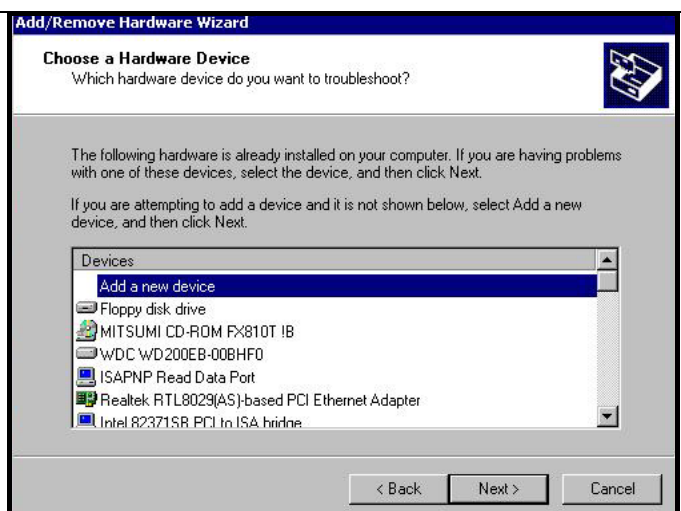 Add/Remove Hardware Wizard
Choose a Hardware Device
Which hardware device do you want to troubleshoot?
The following hardware is already installed on your computer. If you are having problems
with one of these devices, select the device, and then click Next.
If you are attempting to add a device and it is not shown below, select Add a new
device, and then click Next.
Devices
Add a new device
Floppy disk drive
MITSUMI CD-ROM FX810T !B
WDC WD200EB-00BHF0
ISAPNP Read Data Port
Realtek RTL8029(AS)-based PCI Ethernet Adapter
Intel 82371SB PCI to ISA bridge
< Back Next > Cancel